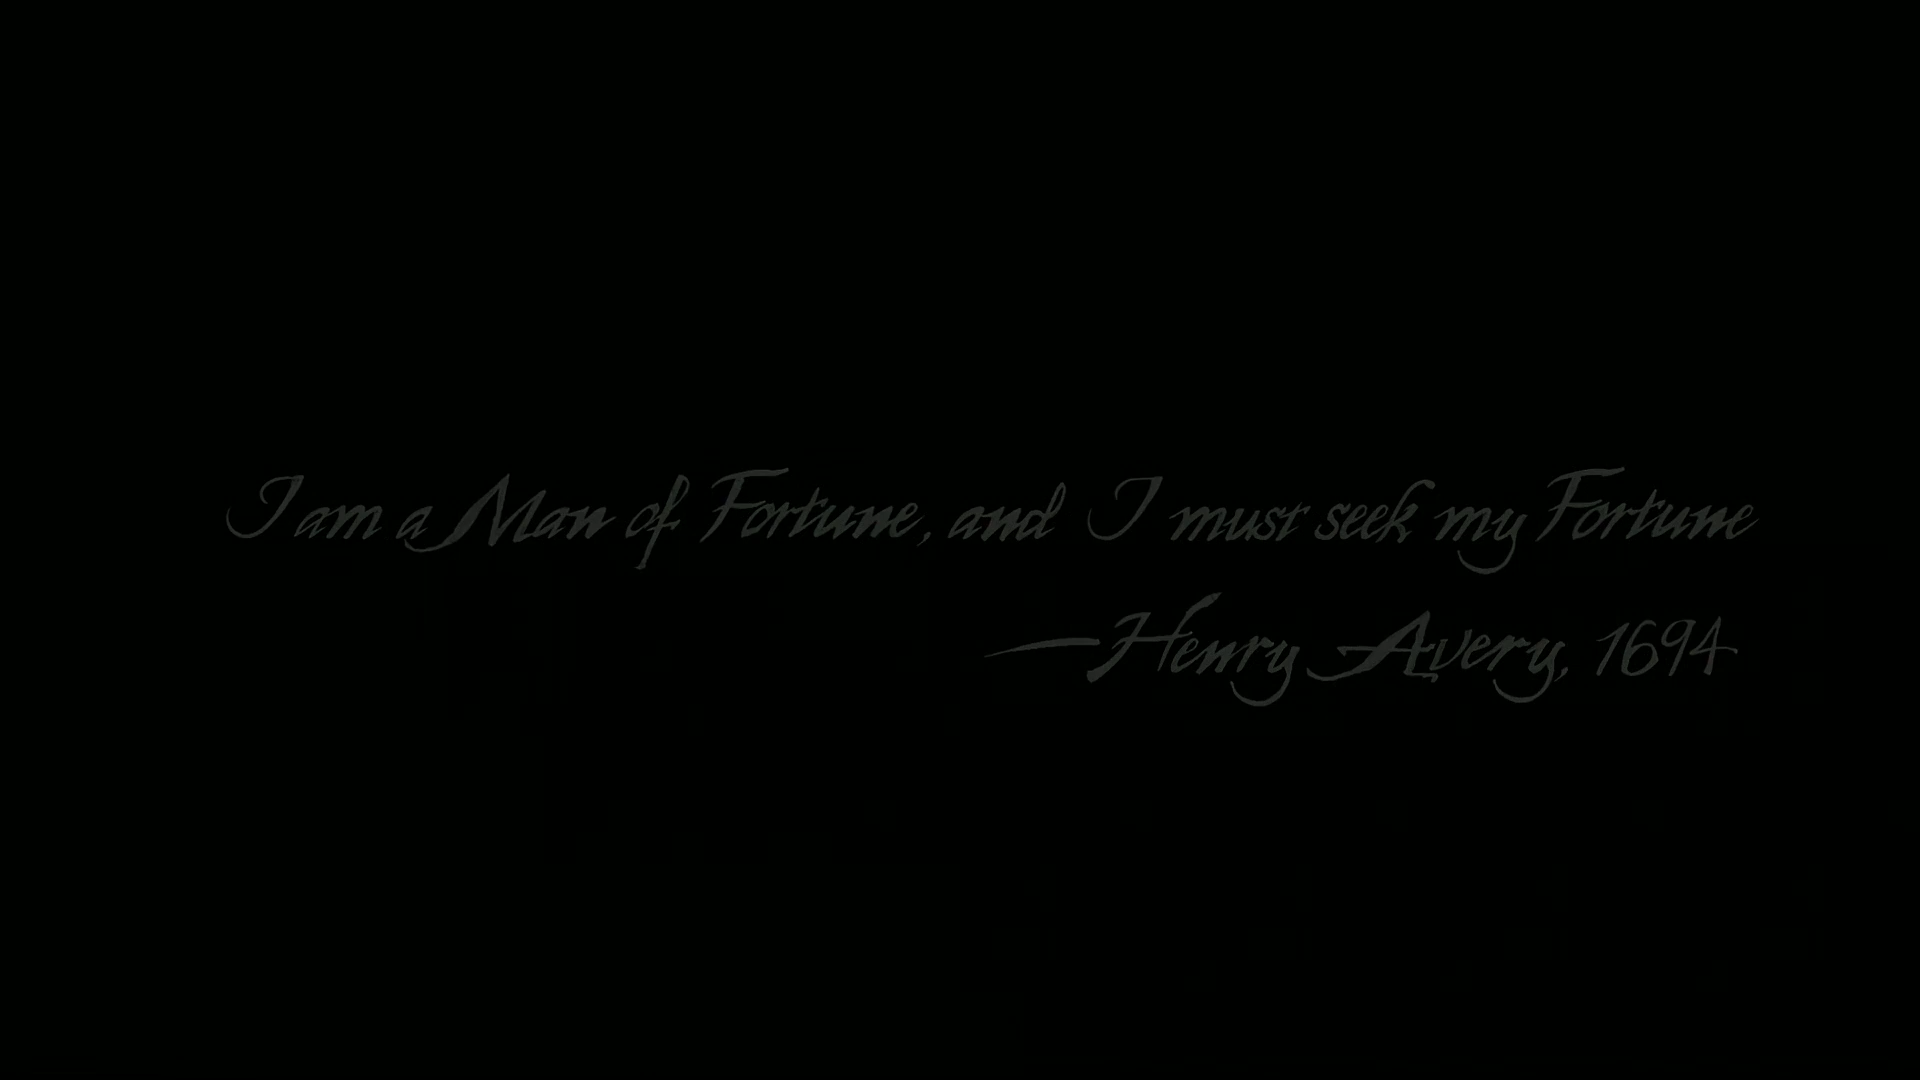 I am a Man of Fortune, and I must seek my Fortune
—Henry Avery, 1694